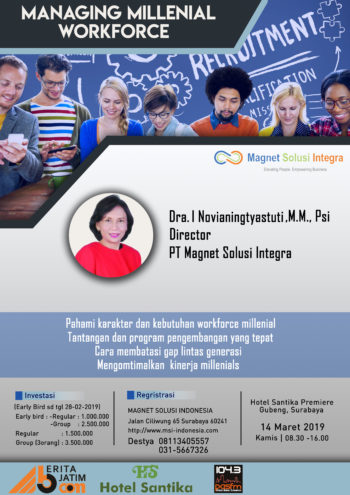 MANAGING MILLENIAL
WORKFORCE
RECRUITMENT
Magnet Solusi Integra
Elevating People, Empowering Business
Dra. I Novianingtyastuti ,M.M., Psi
Director
PT Magnet Solusi Integra
Pahami karakter dan kebutuhan workforce millenial
Tantangan dan program pengembangan yang tepat
Cara membatasi gap lintas generasi
Mengomtimalkan kinerja millenials
Investasi
(Early Bird sd tgl 28-02-2019)
Early bird : -Regular : 1.000.000
-Group : 2.500.000
Regular : 1.500.000
Group (3orang) : 3.500.000
Regristrasi
MAGNET SOLUSI INDONESIA
Jalan Ciliwung 65 Surabaya 60241
http://www.msi-indonesia.com
Destya 08113405557
031-5667326
Hotel Santika Premiere
Gubeng, Surabaya
14 Maret 2019
Kamis | 08.30 -16.00
BERITA
JATIM
.com
HS
Hotel Santika
104.3